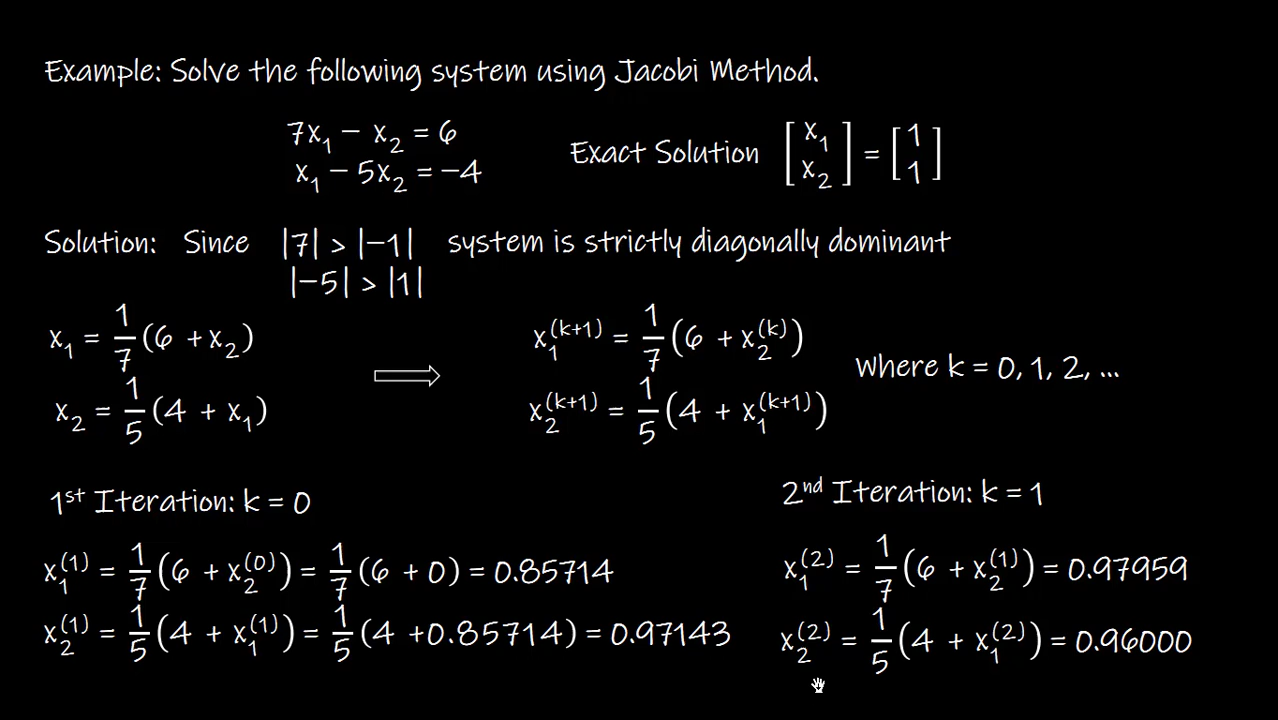 Example: Solve the following system using Jacobi Method.
7x₁ − x₂ = 6
x₁ − 5x₂ = −4
Exact Solution [x₁ x₂] = [1 1]
Solution: Since |7| > |−1| system is strictly diagonally dominant
|−5| > |1|
x₁ = 1/7 (6 + x₂)
x₂ = 1/5 (4 + x₁)
⟹
x₁^(k+1) = 1/7 (6 + x₂^(k))
x₂^(k+1) = 1/5 (4 + x₁^(k+1))
Where k = 0, 1, 2, ...
1st Iteration: k = 0
x₁^(1) = 1/7 (6 + x₂^(0)) = 1/7 (6 + 0) = 0.85714
x₂^(1) = 1/5 (4 + x₁^(1)) = 1/5 (4 +0.85714) = 0.97143
2nd Iteration: k = 1
x₁^(2) = 1/7 (6 + x₂^(1)) = 0.97959
x₂^(2) = 1/5 (4 + x₁^(2)) = 0.96000